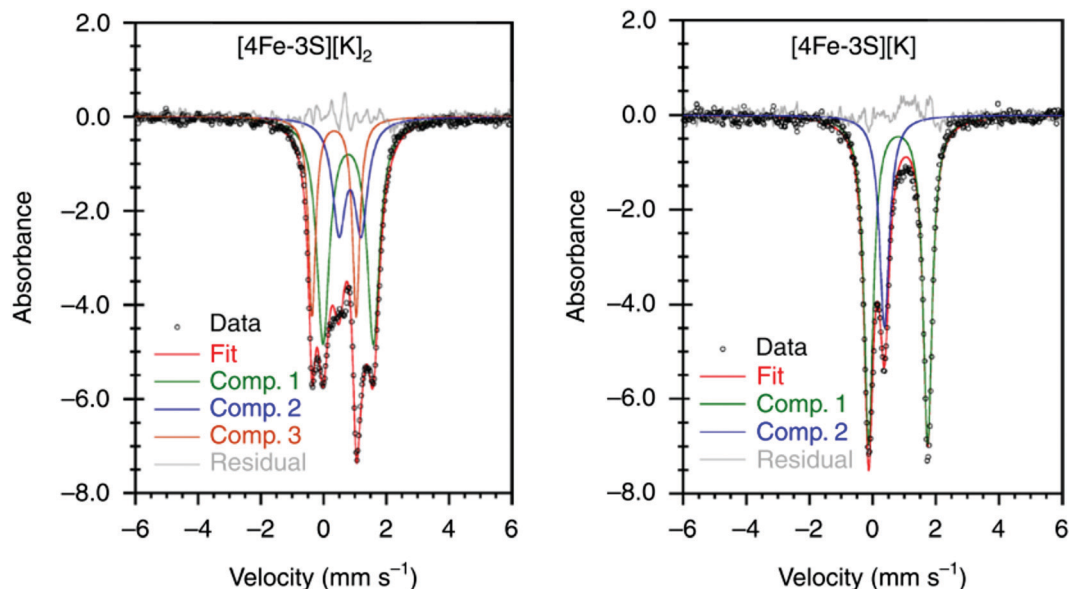 [4Fe-3S][K]₂
2.0
0.0
−2.0
−4.0
−6.0
−8.0
Absorbance
Data
Fit
Comp. 1
Comp. 2
Comp. 3
Residual
−6 −4 −2 0 2 4 6
Velocity (mm s⁻¹)
[4Fe-3S][K]
2.0
0.0
−2.0
−4.0
−6.0
−8.0
Absorbance
Data
Fit
Comp. 1
Comp. 2
Residual
−6 −4 −2 0 2 4 6
Velocity (mm s⁻¹)